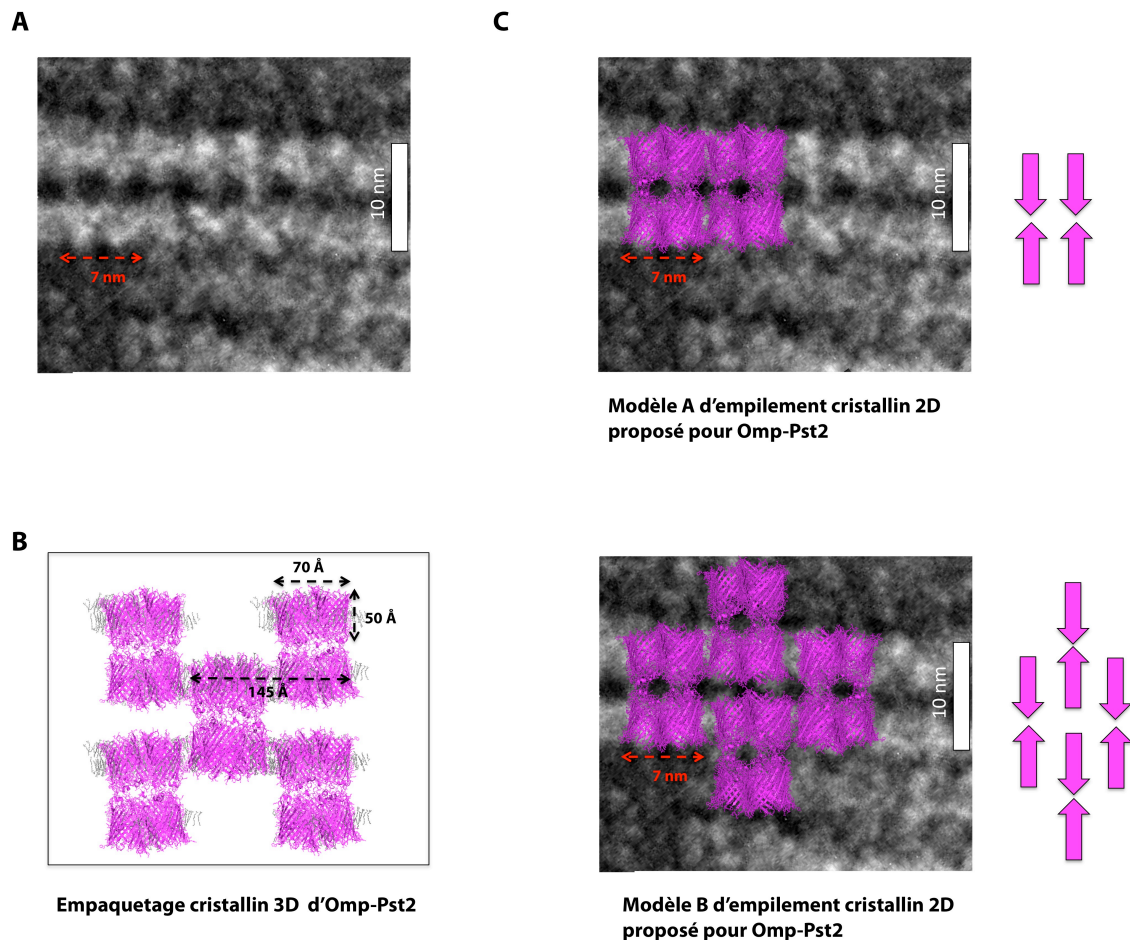 A
10 nm
7 nm
B
70 Å
50 Å
145 Å
Empaquetage cristallin 3D d'Omp-Pst2
C
10 nm
7 nm
Modèle A d'empilement cristallin 2D
proposé pour Omp-Pst2
10 nm
7 nm
Modèle B d'empilement cristallin 2D
proposé pour Omp-Pst2